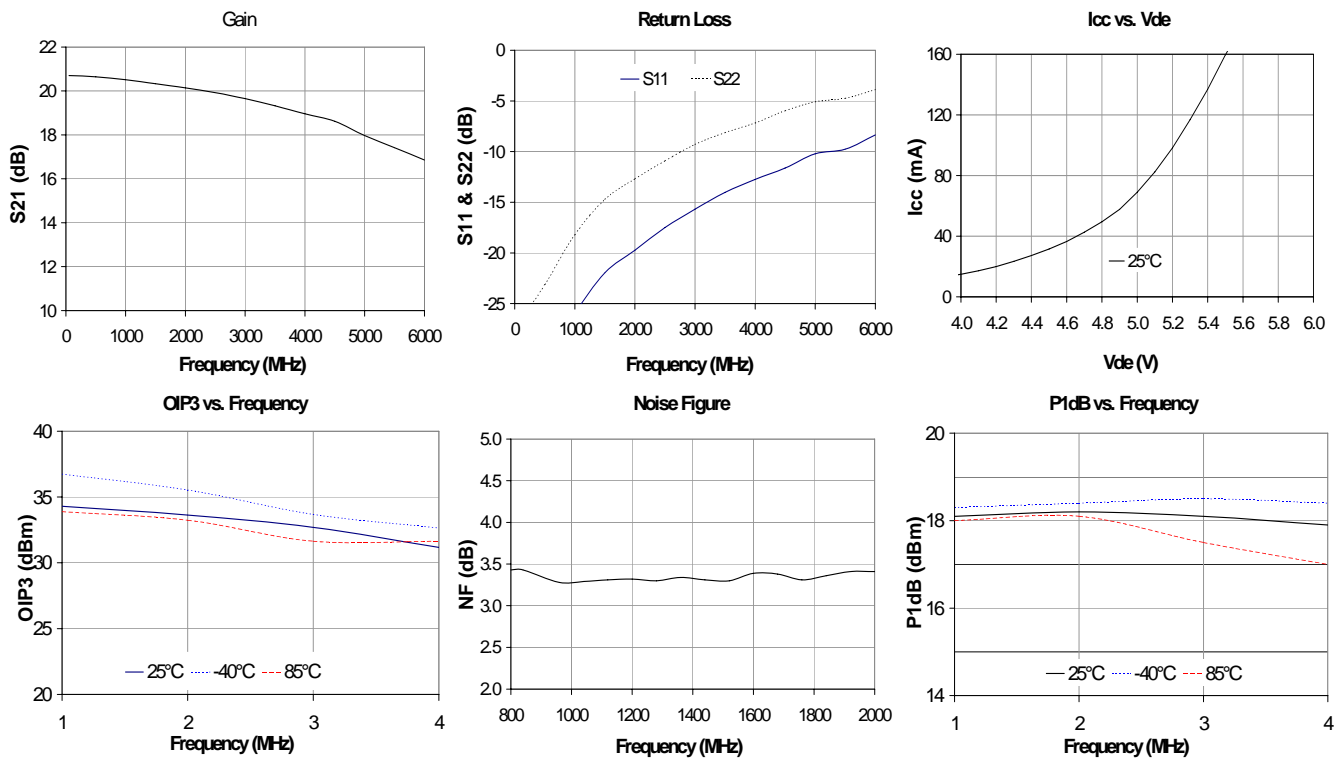 Gain
22
20
18
16
14
12
10
S21 (dB)
0 1000 2000 3000 4000 5000 6000
Frequency (MHz)
Return Loss
0
-5
-10
-15
-20
-25
S11 & S22 (dB)
S11 S22
0 1000 2000 3000 4000 5000 6000
Frequency (MHz)
Icc vs. Vde
160
120
80
40
0
Icc (mA)
25°C
4.0 4.2 4.4 4.6 4.8 5.0 5.2 5.4 5.6 5.8 6.0
Vde (V)
OIP3 vs. Frequency
40
35
30
25
20
OIP3 (dBm)
25°C -40°C 85°C
1 2 3 4
Frequency (MHz)
Noise Figure
5.0
4.5
4.0
3.5
3.0
2.5
2.0
NF (dB)
800 1000 1200 1400 1600 1800 2000
Frequency (MHz)
P1dB vs. Frequency
20
18
16
14
P1dB (dBm)
25°C -40°C 85°C
1 2 3 4
Frequency (MHz)